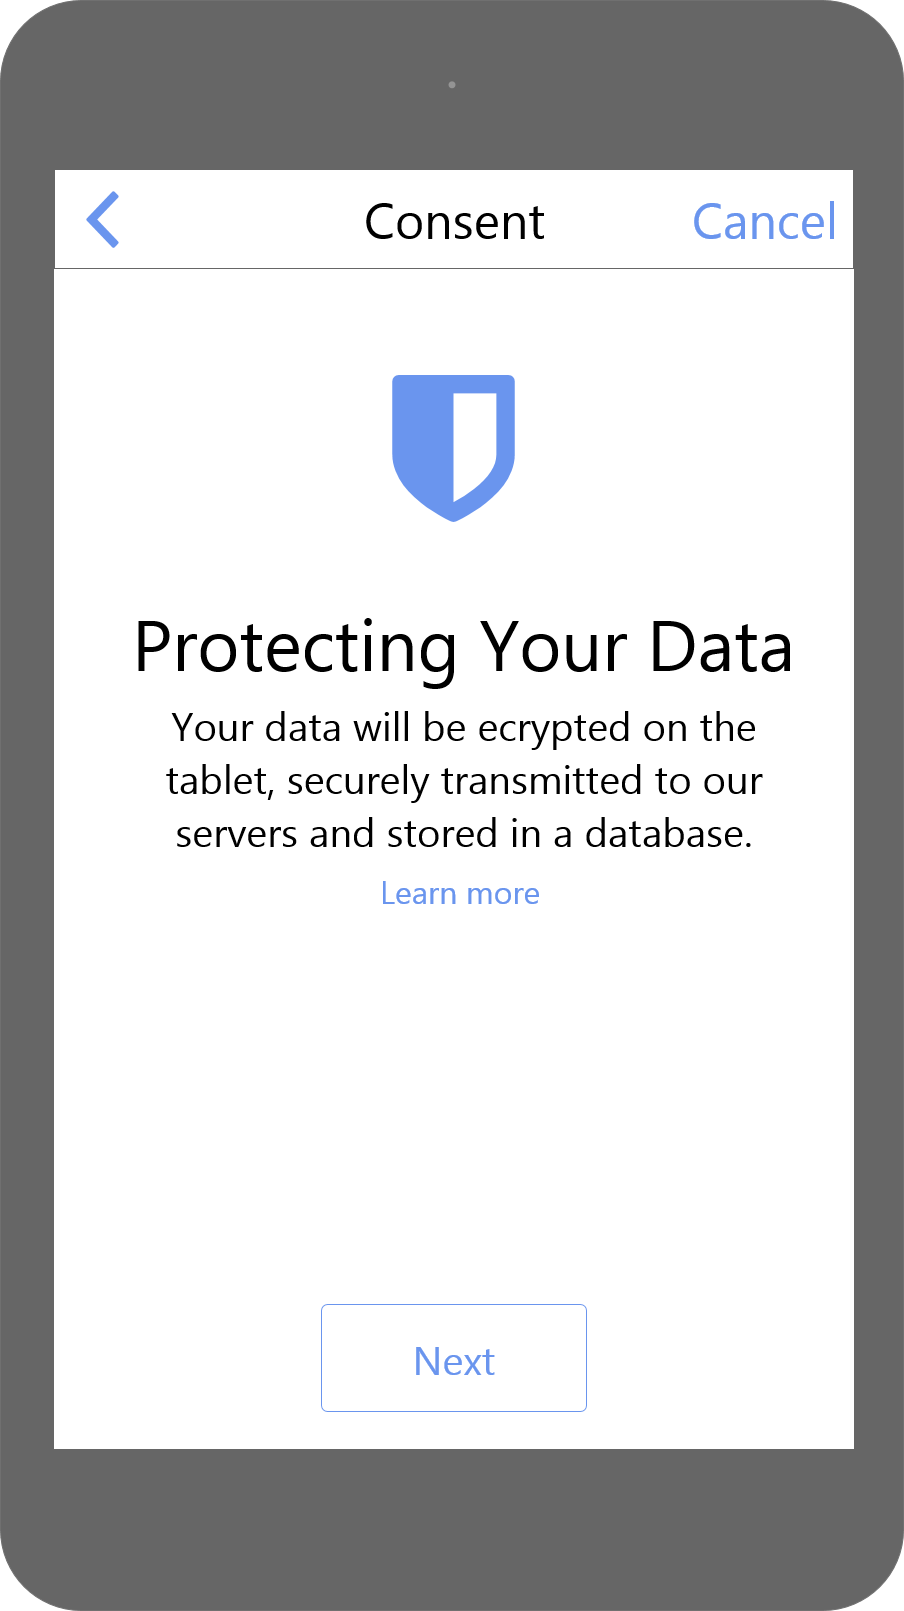 Consent
Cancel
Protecting Your Data
Your data will be ecrypted on the
tablet, securely transmitted to our
servers and stored in a database.
Learn more
Next